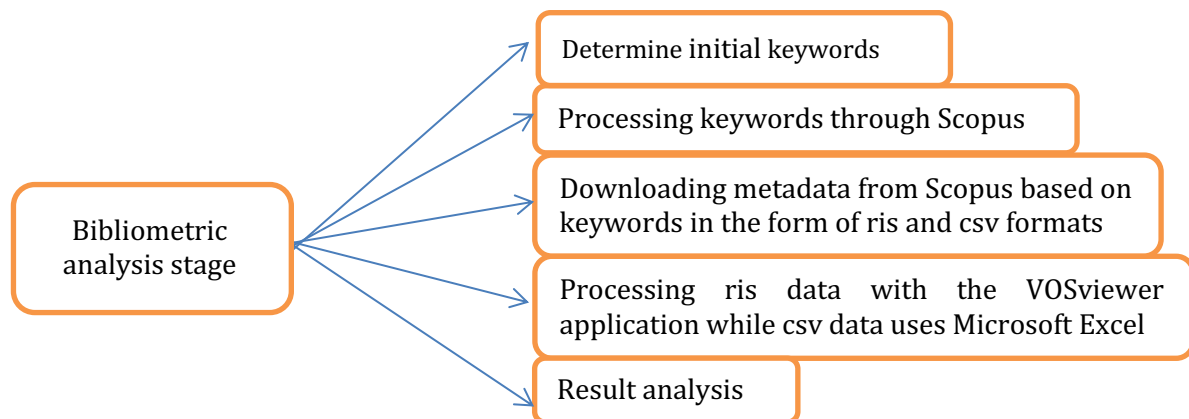 Determine initial keywords
Processing keywords through Scopus
Downloading metadata from Scopus based on
keywords in the form of ris and csv formats
Bibliometric
analysis stage
Processing ris data with the VOSviewer
application while csv data uses Microsoft Excel
Result analysis